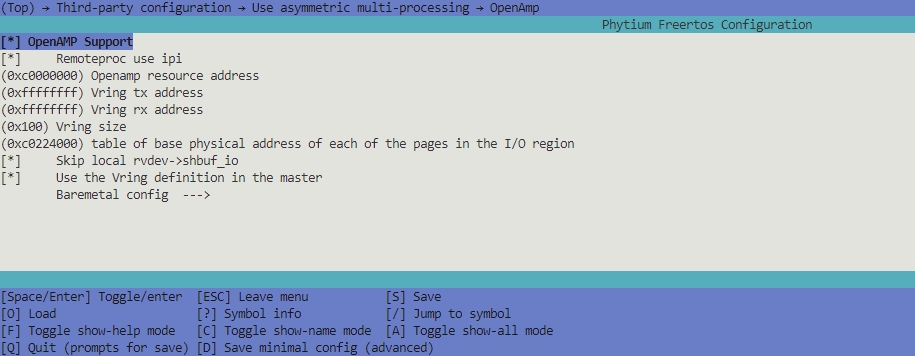 (Top) → Third-party configuration → Use asymmetric multi-processing → OpenAmp
Phytium Freertos Configuration
[*] OpenAMP Support
[*]     Remoteproc use ipi
(0xc0000000) Openamp resource address
(0xffffffff) Vring tx address
(0xffffffff) Vring rx address
(0x100) Vring size
(0xc0224000) table of base physical address of each of the pages in the I/O region
[*]     Skip local rvdev->shbuf_io
[*]     Use the Vring definition in the master
Baremetal config  --->
[Space/Enter] Toggle/enter  [ESC] Leave menu           [S] Save
[O] Load                    [?] Symbol info            [/] Jump to symbol
[F] Toggle show-help mode   [C] Toggle show-name mode  [A] Toggle show-all mode
[Q] Quit (prompts for save) [D] Save minimal config (advanced)